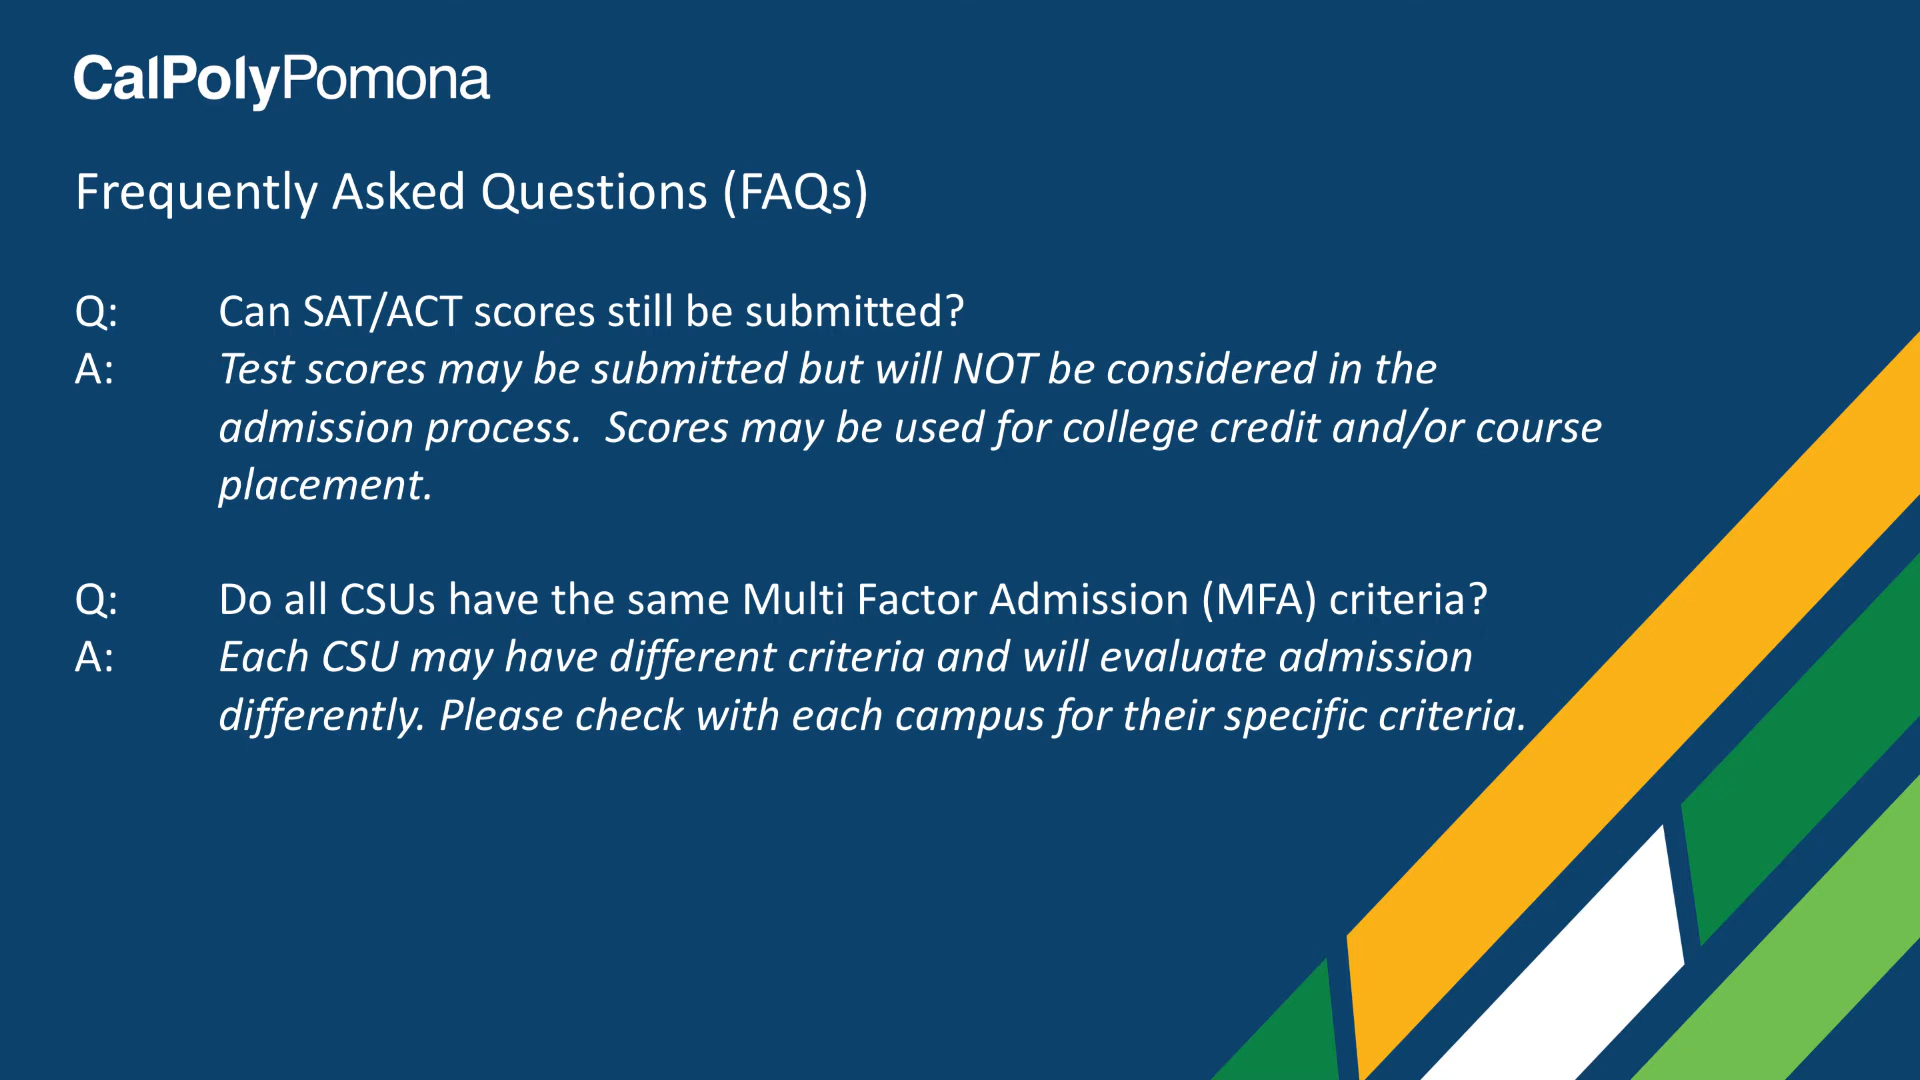 CalPolyPomona
Frequently Asked Questions (FAQs)
Q: Can SAT/ACT scores still be submitted?
A: Test scores may be submitted but will NOT be considered in the
admission process.  Scores may be used for college credit and/or course
placement.
Q: Do all CSUs have the same Multi Factor Admission (MFA) criteria?
A: Each CSU may have different criteria and will evaluate admission
differently. Please check with each campus for their specific criteria.